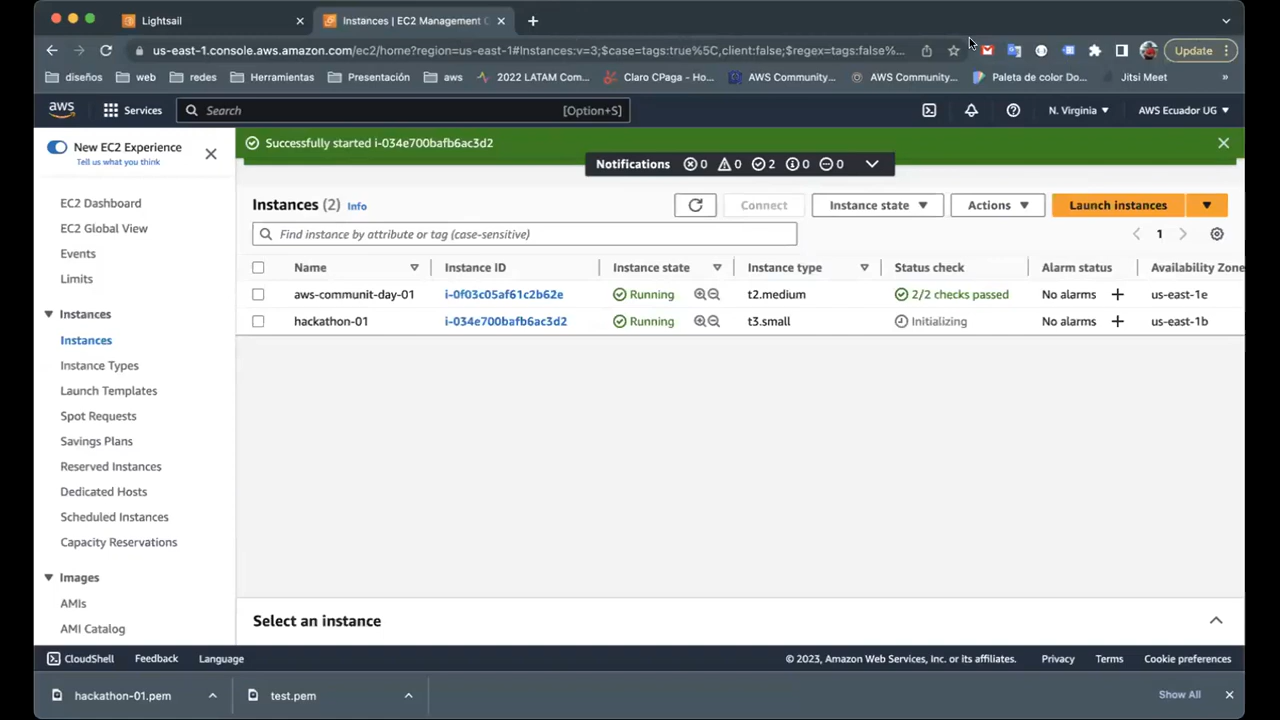 Lightsail
Instances | EC2 Management C
us-east-1.console.aws.amazon.com/ec2/home?region=us-east-1#Instances:v=3;$case=tags:true%5C,client:false;$regex=tags:false%...
Update
diseños
web
redes
Herramientas
Presentación
aws
2022 LATAM Com...
Claro CPaga - Ho...
AWS Community...
AWS Community...
Paleta de color Do...
Jitsi Meet
»
aws
Services
Search
[Option+S]
N. Virginia
AWS Ecuador UG
New EC2 Experience
Tell us what you think
Successfully started i-034e700bafb6ac3d2
Notifications 0 0 2 0 0
EC2 Dashboard
EC2 Global View
Events
Limits
Instances
Instances
Instance Types
Launch Templates
Spot Requests
Savings Plans
Reserved Instances
Dedicated Hosts
Scheduled Instances
Capacity Reservations
Images
AMIs
AMI Catalog
Instances (2) Info
Connect
Instance state
Actions
Launch instances
Find instance by attribute or tag (case-sensitive)
1
Name Instance ID Instance state Instance type Status check Alarm status Availability Zone
aws-communit-day-01 i-0f03c05af61c2b62e Running t2.medium 2/2 checks passed No alarms + us-east-1e
hackathon-01 i-034e700bafb6ac3d2 Running t3.small Initializing No alarms + us-east-1b
Select an instance
CloudShell
Feedback
Language
© 2023, Amazon Web Services, Inc. or its affiliates.
Privacy
Terms
Cookie preferences
hackathon-01.pem
test.pem
Show All